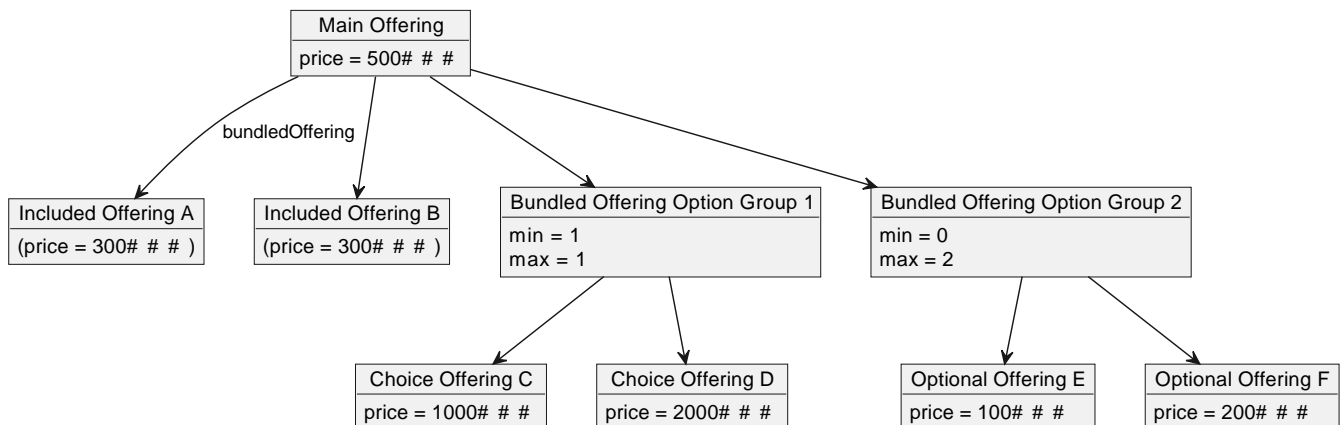 Main Offering
price = 500# # #
bundledOffering
Included Offering A
(price = 300# # # )
Included Offering B
(price = 300# # # )
Bundled Offering Option Group 1
min = 1
max = 1
Bundled Offering Option Group 2
min = 0
max = 2
Choice Offering C
price = 1000# # #
Choice Offering D
price = 2000# # #
Optional Offering E
price = 100# # #
Optional Offering F
price = 200# # #